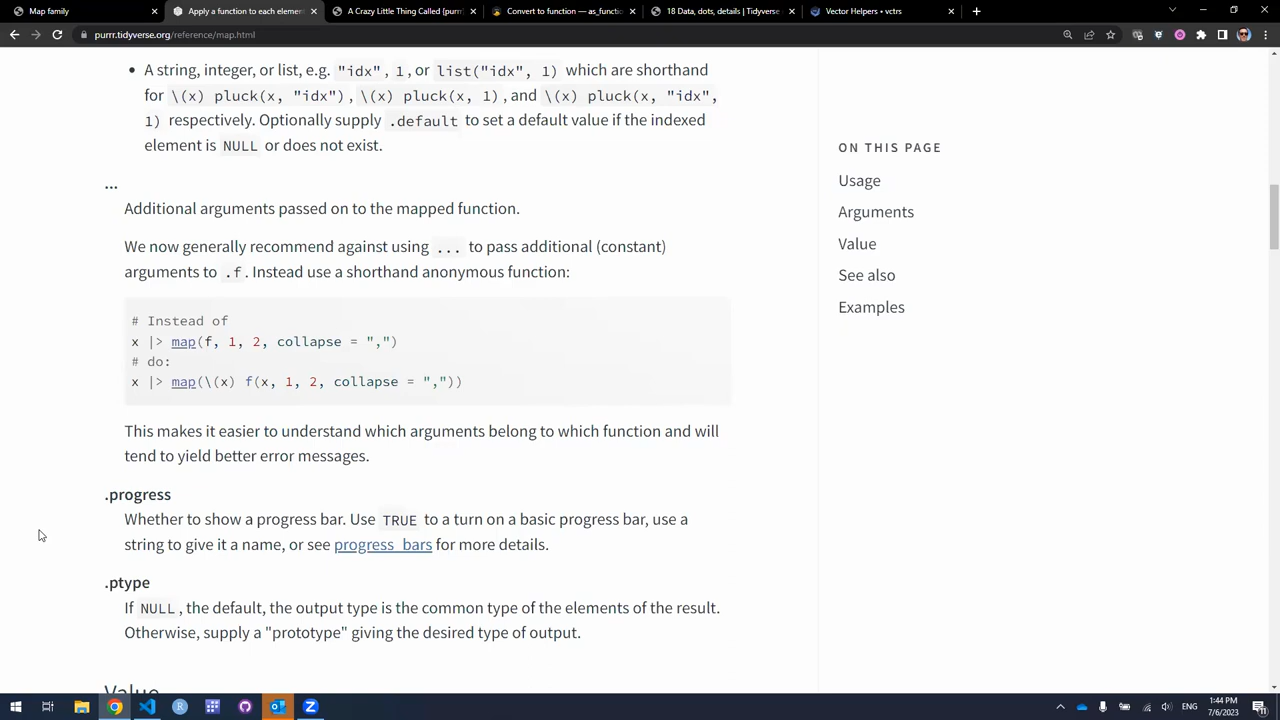 Map family
Apply a function to each elemen
A Crazy Little Thing Called {purrr
Convert to function — as_functio
18 Data, dots, details | Tidyverse
Vector Helpers • vctrs
purrr.tidyverse.org/reference/map.html
• A string, integer, or list, e.g. "idx", 1, or list("idx", 1) which are shorthand
for \(x) pluck(x, "idx"), \(x) pluck(x, 1), and \(x) pluck(x, "idx",
1) respectively. Optionally supply .default to set a default value if the indexed
element is NULL or does not exist.
...
Additional arguments passed on to the mapped function.
We now generally recommend against using ... to pass additional (constant)
arguments to .f. Instead use a shorthand anonymous function:
# Instead of
x |> map(f, 1, 2, collapse = ",")
# do:
x |> map(\(x) f(x, 1, 2, collapse = ","))
This makes it easier to understand which arguments belong to which function and will
tend to yield better error messages.
.progress
Whether to show a progress bar. Use TRUE to a turn on a basic progress bar, use a
string to give it a name, or see progress_bars for more details.
.ptype
If NULL, the default, the output type is the common type of the elements of the result.
Otherwise, supply a "prototype" giving the desired type of output.
Value
ON THIS PAGE
Usage
Arguments
Value
See also
Examples
ENG
1:44 PM
7/6/2023